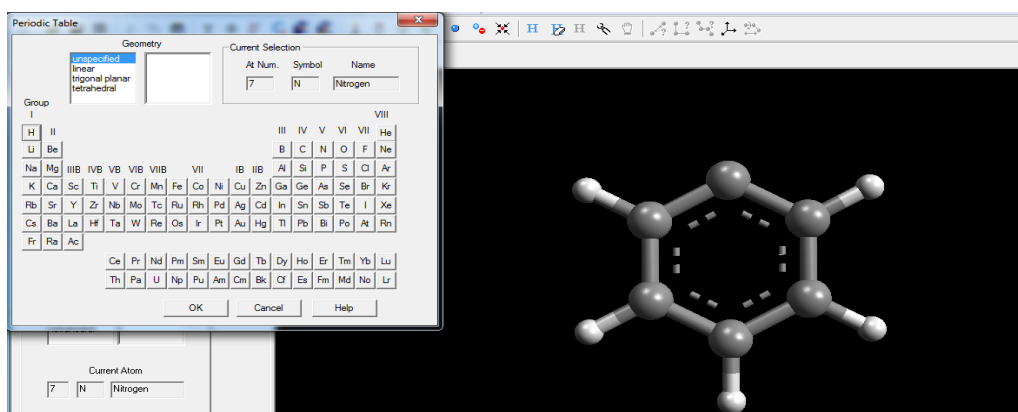 Periodic Table
Geometry
unspecified
linear
trigonal planar
tetrahedral
Current Selection
At Num. Symbol Name
7 N Nitrogen
Group
I VIII
H II III IV V VI VII He
Li Be B C N O F Ne
Na Mg IIIB IVB VB VIB VIIB VII IB IIB Al Si P S Cl Ar
K Ca Sc Ti V Cr Mn Fe Co Ni Cu Zn Ga Ge As Se Br Kr
Rb Sr Y Zr Nb Mo Tc Ru Rh Pd Ag Cd In Sn Sb Te I Xe
Cs Ba La Hf Ta W Re Os Ir Pt Au Hg Tl Pb Bi Po At Rn
Fr Ra Ac
Ce Pr Nd Pm Sm Eu Gd Tb Dy Ho Er Tm Yb Lu
Th Pa U Np Pu Am Cm Bk Cf Es Fm Md No Lr
OK Cancel Help
H H H
Current Atom
7 N Nitrogen